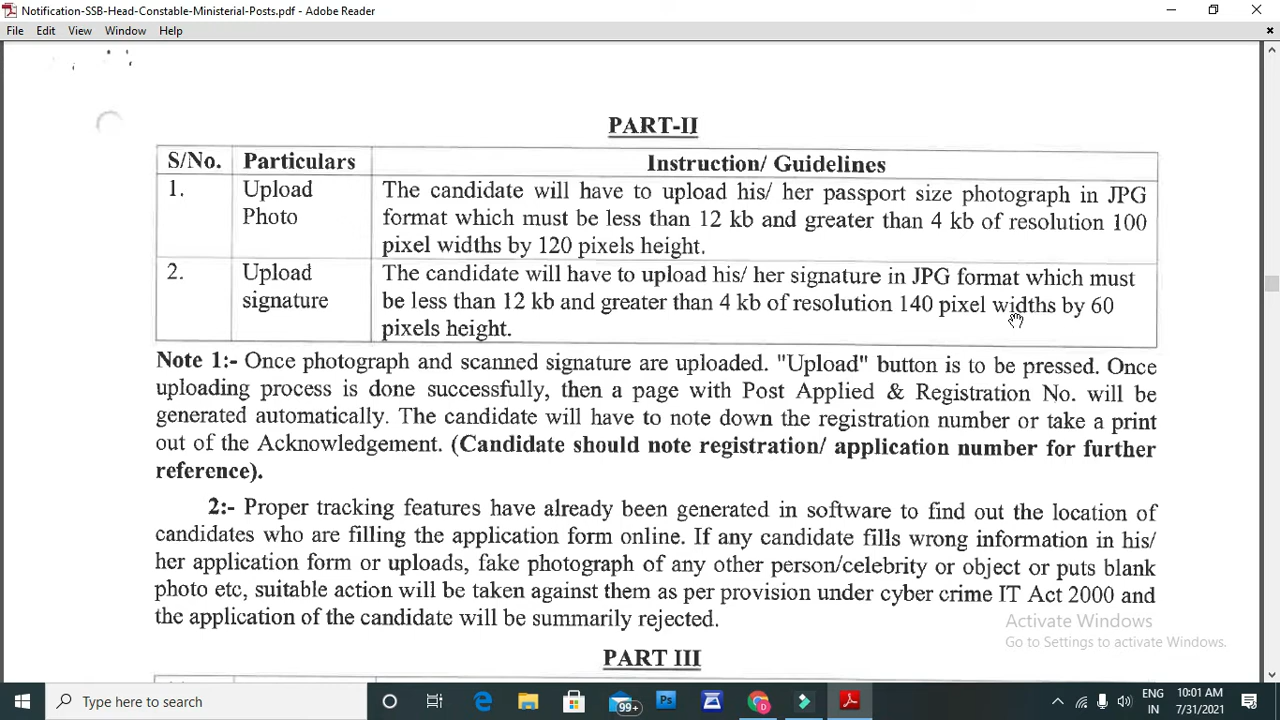 Notification-SSB-Head-Constable-Ministerial-Posts.pdf - Adobe Reader
File Edit View Window Help
PART-II
S/No. Particulars Instruction/ Guidelines
1. Upload Photo The candidate will have to upload his/ her passport size photograph in JPG
format which must be less than 12 kb and greater than 4 kb of resolution 100
pixel widths by 120 pixels height.
2. Upload signature The candidate will have to upload his/ her signature in JPG format which must
be less than 12 kb and greater than 4 kb of resolution 140 pixel widths by 60
pixels height.
Note 1:- Once photograph and scanned signature are uploaded. "Upload" button is to be pressed. Once
uploading process is done successfully, then a page with Post Applied & Registration No. will be
generated automatically. The candidate will have to note down the registration number or take a print
out of the Acknowledgement. (Candidate should note registration/ application number for further
reference).
2:- Proper tracking features have already been generated in software to find out the location of
candidates who are filling the application form online. If any candidate fills wrong information in his/
her application form or uploads, fake photograph of any other person/celebrity or object or puts blank
photo etc, suitable action will be taken against them as per provision under cyber crime IT Act 2000 and
the application of the candidate will be summarily rejected.
Activate Windows
Go to Settings to activate Windows.
PART III
Type here to search
99+
Ps
D
ENG
IN
10:01 AM
7/31/2021